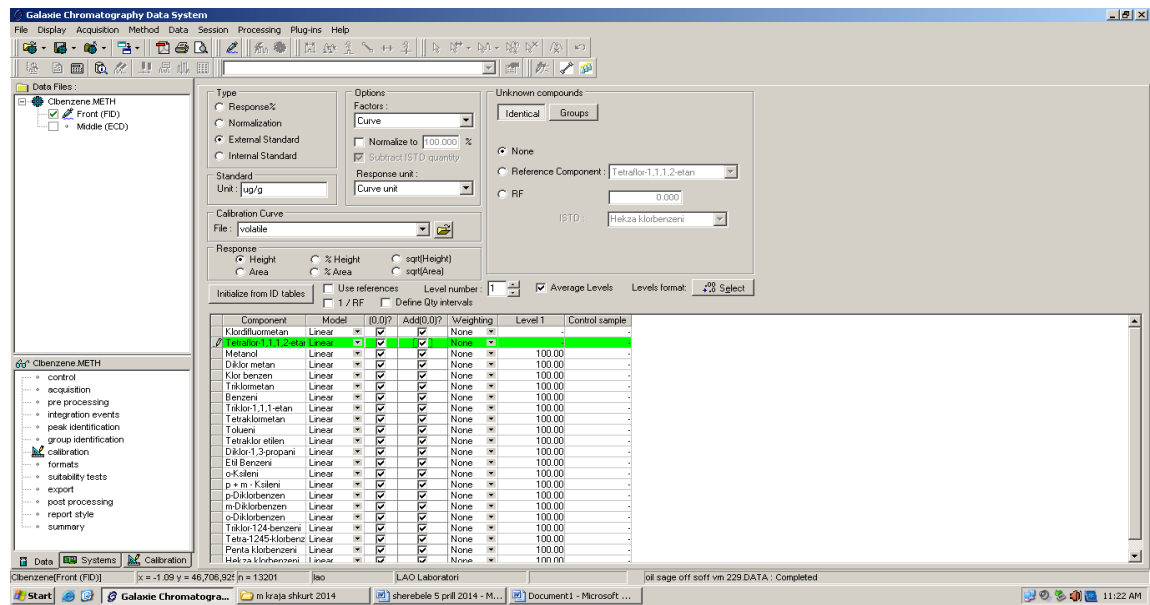 Galaxie Chromatography Data System
File Display Acquisition Method Data Session Processing Plug-ins Help
Data Files :
Clbenzene.METH
Front (FID)
Middle (ECD)
Type
Response%
Normalization
External Standard
Internal Standard
Standard
Unit : ug/g
Options
Factors :
Curve
Normalize to 100.000 %
Subtract ISTD quantity
Response unit :
Curve unit
Unknown compounds
Identical Groups
None
Reference Component : Tetraflor-1,1,1,2-etan
RF 0.000
ISTD : Hekza klorbenzeni
Calibration Curve
File : volatile
Response
Height % Height sqrt(Height)
Area % Area sqrt(Area)
Initialize from ID tables Use references Level number : 1 Average Levels Levels format: Select
1 / RF Define Qty intervals
Component Model (0,0)? Add(0,0)? Weighting Level 1 Control sample
Klordifluormetan Linear None - -
Tetraflor-1,1,1,2-etan Linear None - -
Metanol Linear None 100.00 -
Diklor metan Linear None 100.00 -
Klor benzen Linear None 100.00 -
Triklormetan Linear None 100.00 -
Benzeni Linear None 100.00 -
Triklor-1,1,1-etan Linear None 100.00 -
Tetraklormetan Linear None 100.00 -
Tolueni Linear None 100.00 -
Tetraklor etilen Linear None 100.00 -
Diklor-1,3-propani Linear None 100.00 -
Etil Benzeni Linear None 100.00 -
o-Ksileni Linear None 100.00 -
p + m - Ksileni Linear None 100.00 -
p-Diklorbenzen Linear None 100.00 -
m-Diklorbenzen Linear None 100.00 -
o-Diklorbenzen Linear None 100.00 -
Triklor-124-benzeni Linear None 100.00 -
Tetra-1245-klorbenz Linear None 100.00 -
Penta klorbenzeni Linear None 100.00 -
Hekza klorbenzeni Linear None 100.00 -
Clbenzene.METH
control
acquisition
pre processing
integration events
peak identification
group identification
calibration
formats
suitability tests
export
post processing
report style
summary
Data Systems Calibration
Clbenzene[Front (FID)] x = -1.09 y = 46,706,925 n = 13201 lao LAO Laboratori oil sage off soff vm 229.DATA : Completed
Start Galaxie Chromatogra... m kraja shkurt 2014 sherebele 5 prill 2014 - M... Document1 - Microsoft ... 11:22 AM